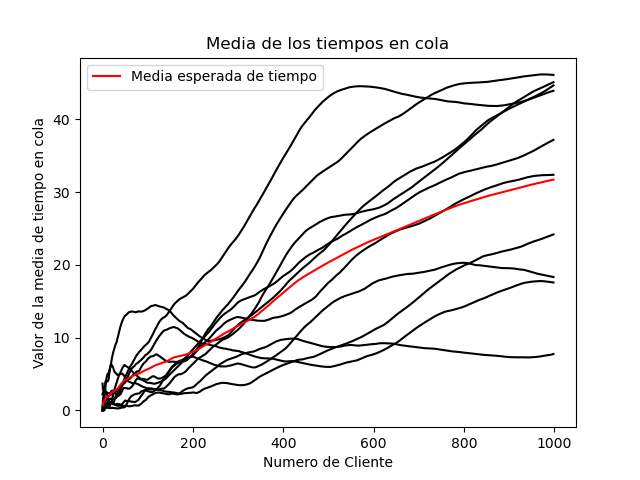 Media de los tiempos en cola
Media esperada de tiempo
Valor de la media de tiempo en cola
40
30
20
10
0
0 200 400 600 800 1000
Numero de Cliente